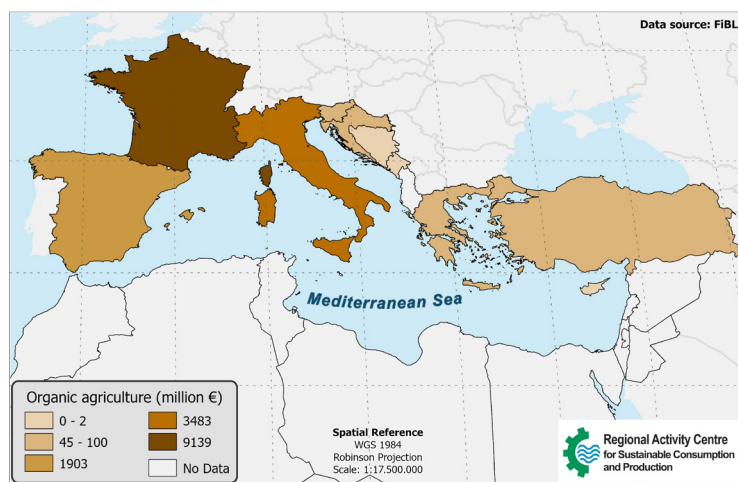 Data source: FiBL
Mediterranean Sea
Organic agriculture (million €)
0 - 2
3483
45 - 100
9139
1903
No Data
Spatial Reference
WGS 1984
Robinson Projection
Scale: 1:17.500.000
Regional Activity Centre
for Sustainable Consumption
and Production